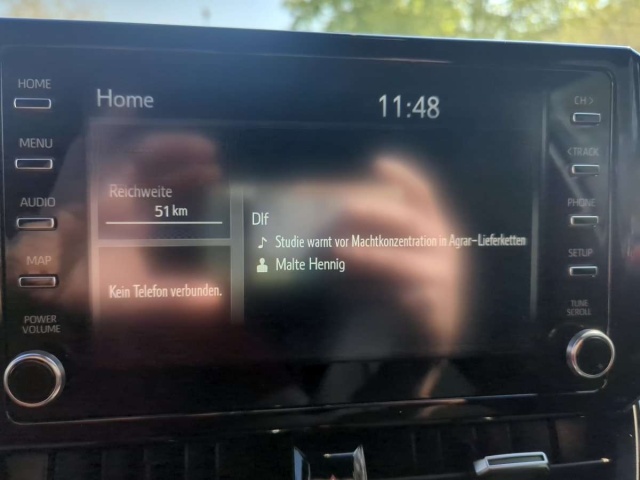 HOME
MENU
AUDIO
MAP
POWER
VOLUME
Home
11:48
Reichweite
51 km
Kein Telefon verbunden.
Dlf
Studie warnt vor Machtkonzentration in Agrar-Lieferketten
Malte Hennig
CH >
< TRACK
PHONE
SETUP
TUNE
SCROLL